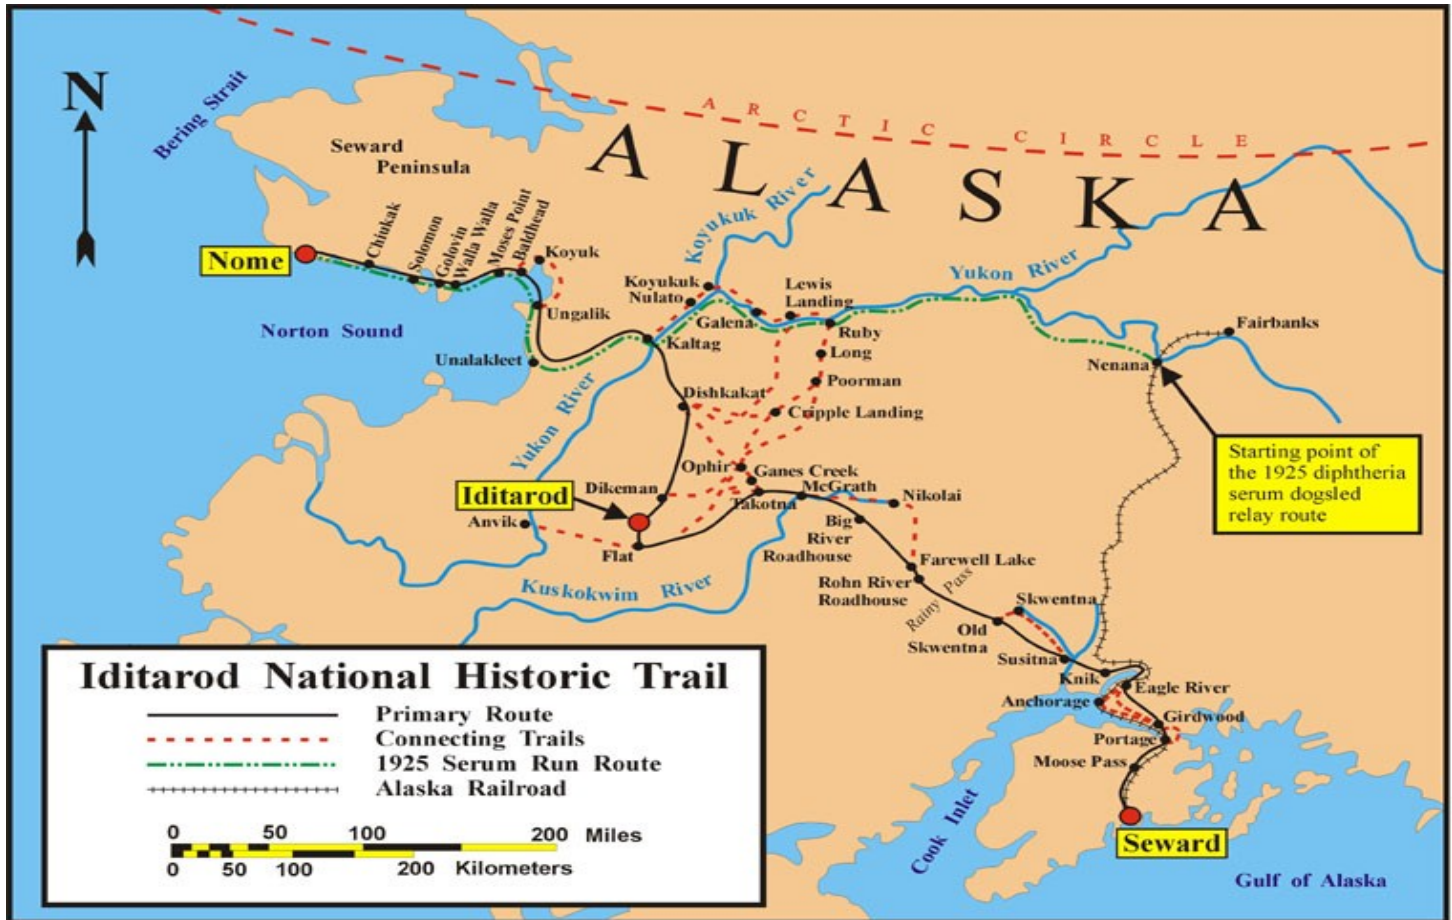 N
Bering Strait
ARCTIC CIRCLE
ALASKA
Seward
Peninsula
Koyukuk River
Nome
Chiukak
Solomon
Golovin
Walla Walla
Moses Point
Baldhead
Koyuk
Ungalik
Norton Sound
Unalakleet
Koyukuk
Nulato
Kaltag
Galena
Lewis
Landing
Ruby
Yukon River
Long
Poorman
Cripple Landing
Dishkakat
Fairbanks
Nenana
Starting point of
the 1925 diphtheria
serum dogsled
relay route
Yukon River
Ophir
Ganes Creek
Iditarod
Dikeman
Takotna
McGrath
Nikolai
Anvik
Flat
Big
River
Roadhouse
Kuskokwim River
Farewell Lake
Rohn River
Roadhouse
Rainy Pass
Skwentna
Old
Skwentna
Susitna
Knik
Eagle River
Anchorage
Girdwood
Portage
Moose Pass
Seward
Cook Inlet
Gulf of Alaska
Iditarod National Historic Trail
Primary Route
Connecting Trails
1925 Serum Run Route
Alaska Railroad
0 50 100 200 Miles
0 50 100 200 Kilometers